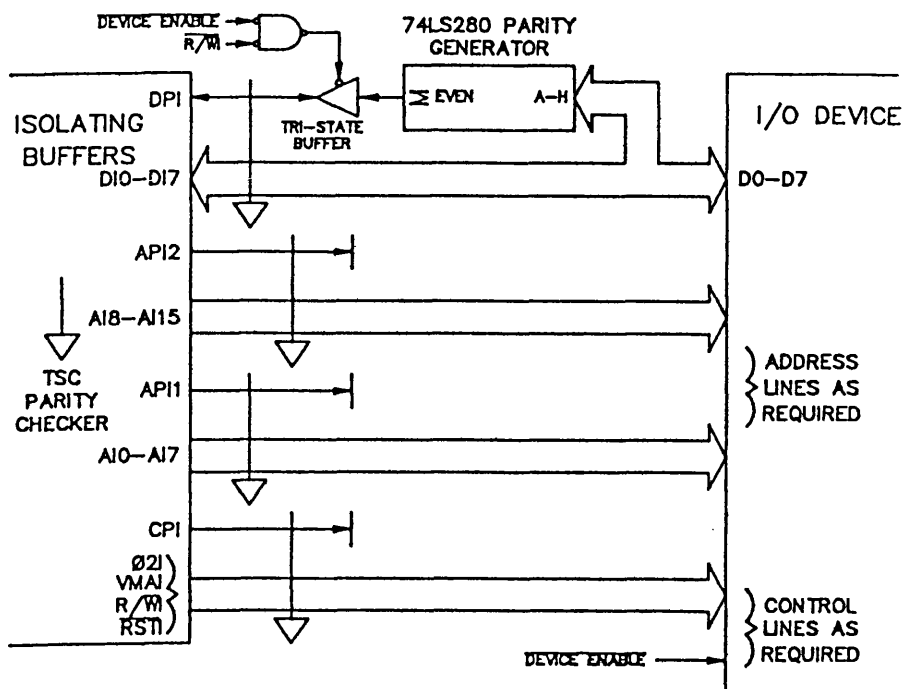 DEVICE ENABLE
R/WI
74LS280 PARITY
GENERATOR
DPI
Σ EVEN
A-H
ISOLATING
BUFFERS
TRI-STATE
BUFFER
I/O DEVICE
DI0-DI7
D0-D7
API2
AI8-AI15
TSC
PARITY
CHECKER
API1
ADDRESS
LINES AS
REQUIRED
AI0-AI7
CPI
Ø2I
VMAI
R/WI
RSTI
CONTROL
LINES AS
REQUIRED
DEVICE ENABLE